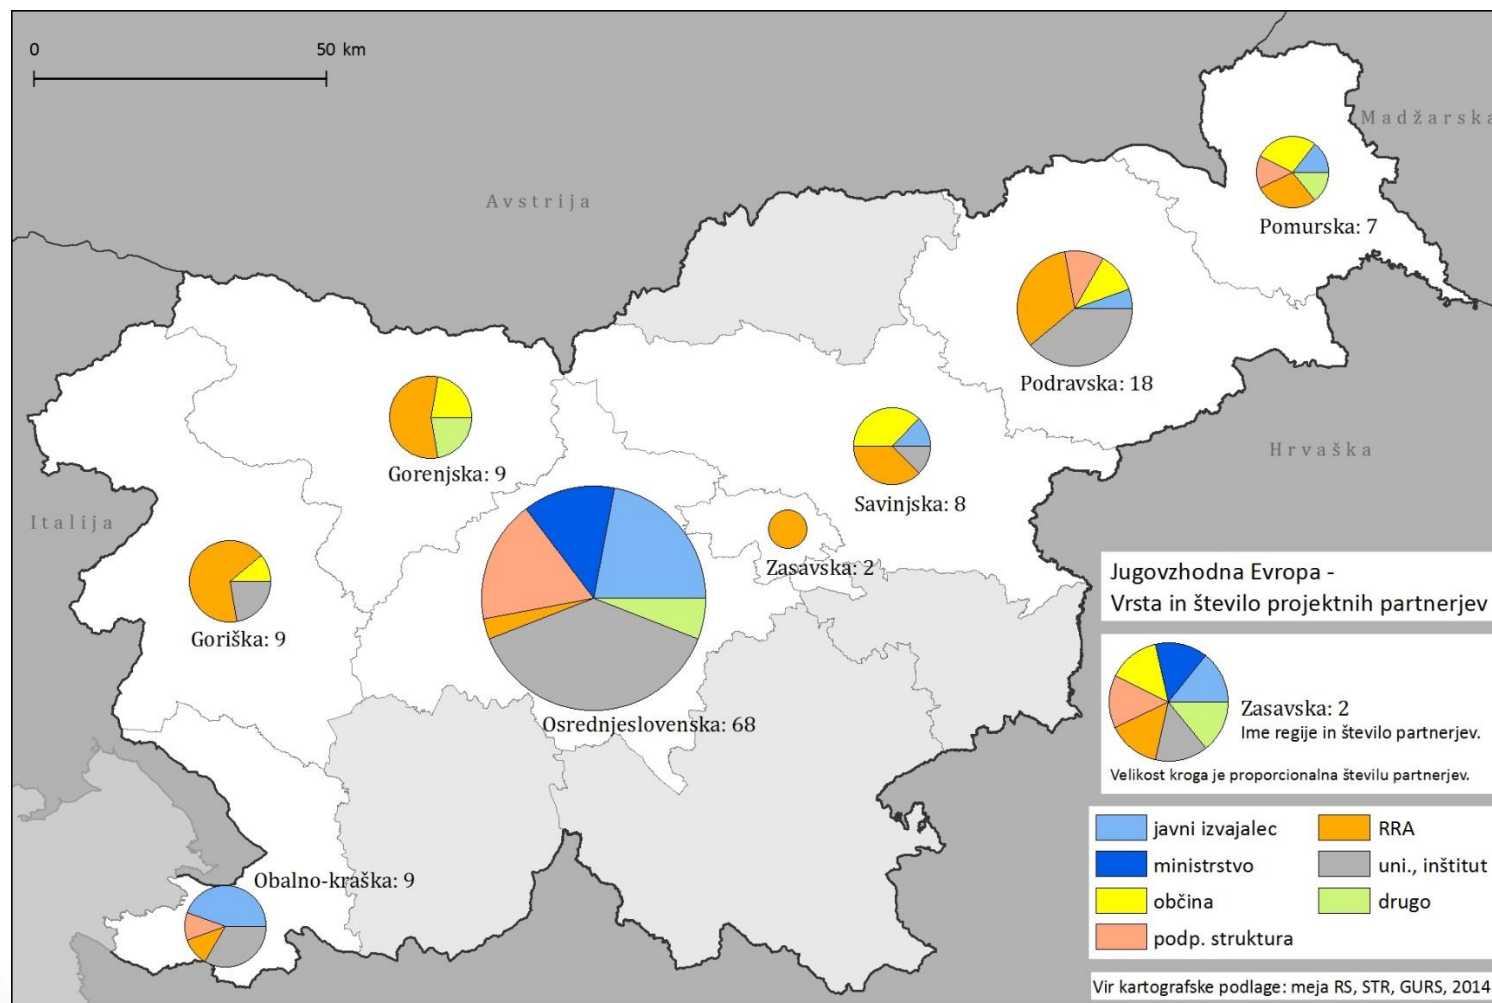 0 50 km
Madžarska
Avstrija
Pomurska: 7
Podravska: 18
Hrvaška
Gorenjska: 9
Savinjska: 8
Italija
Zasavska: 2
Goriška: 9
Osrednjeslovenska: 68
Obalno-kraška: 9
Jugovzhodna Evropa -
Vrsta in število projektnih partnerjev
Zasavska: 2
Ime regije in število partnerjev.
Velikost kroga je proporcionalna številu partnerjev.
javni izvajalec
ministrstvo
občina
podp. struktura
RRA
uni., inštitut
drugo
Vir kartografske podlage: meja RS, STR, GURS, 2014